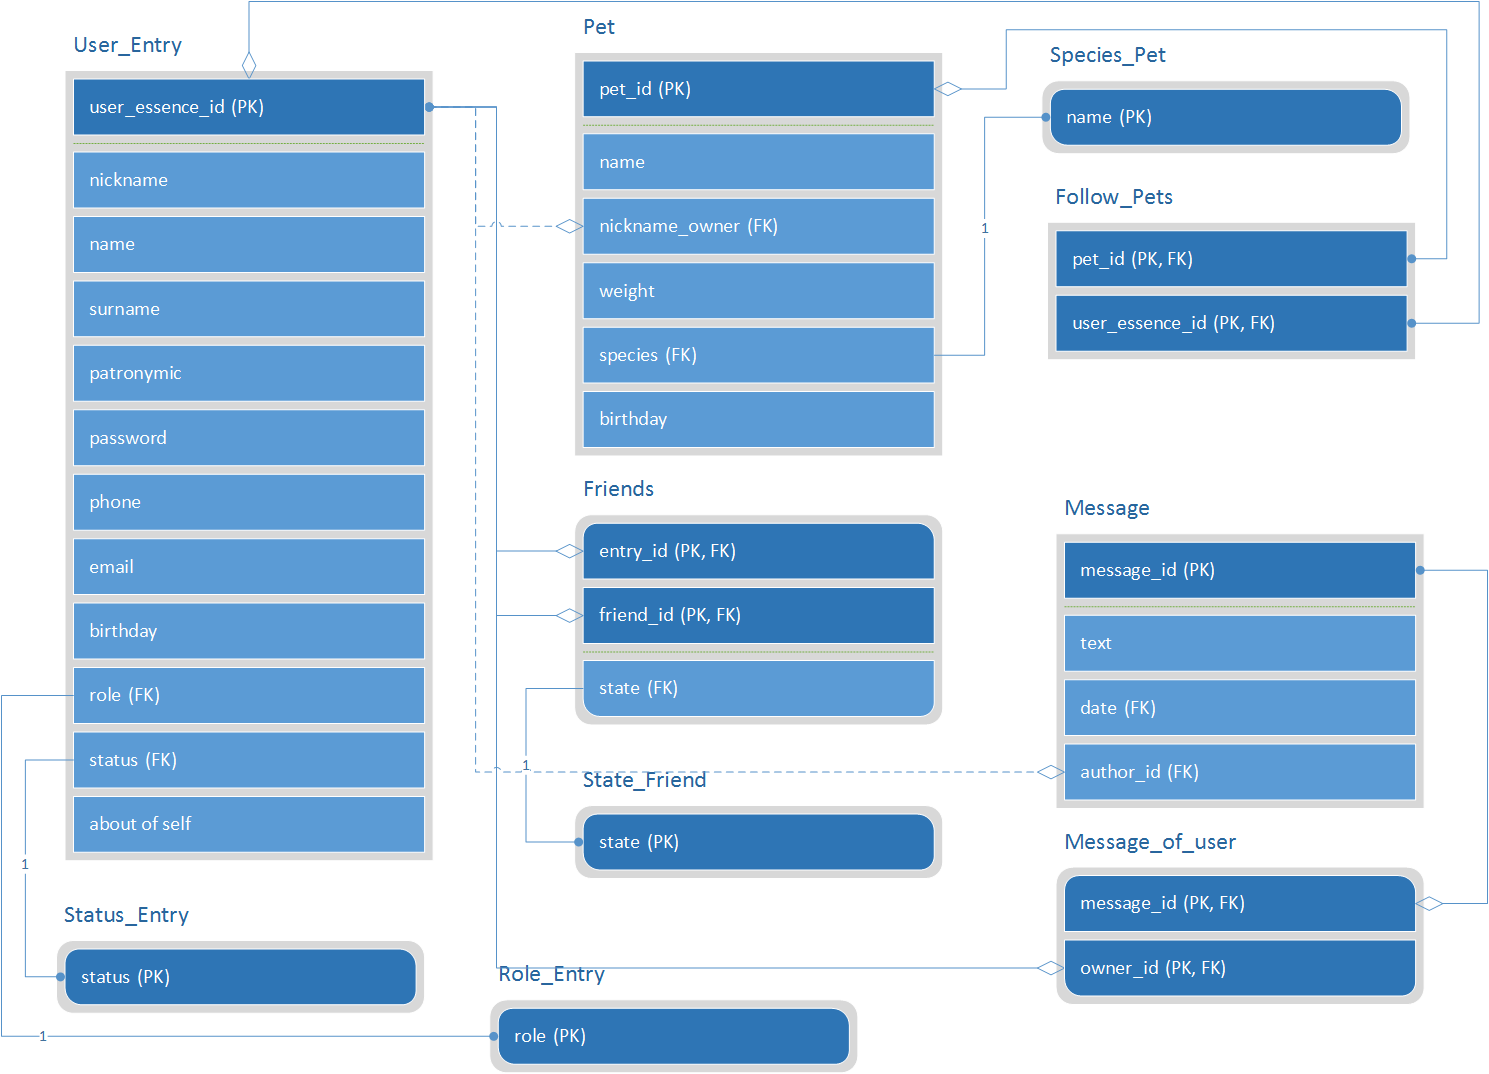 User_Entry
user_essence_id (PK)
nickname
name
surname
patronymic
password
phone
email
birthday
role (FK)
status (FK)
about of self
1
Status_Entry
status (PK)
1
Pet
pet_id (PK)
name
nickname_owner (FK)
weight
species (FK)
birthday
1
Species_Pet
name (PK)
Follow_Pets
pet_id (PK, FK)
user_essence_id (PK, FK)
Friends
entry_id (PK, FK)
friend_id (PK, FK)
state (FK)
1
State_Friend
state (PK)
Role_Entry
role (PK)
Message
message_id (PK)
text
date (FK)
author_id (FK)
Message_of_user
message_id (PK, FK)
owner_id (PK, FK)